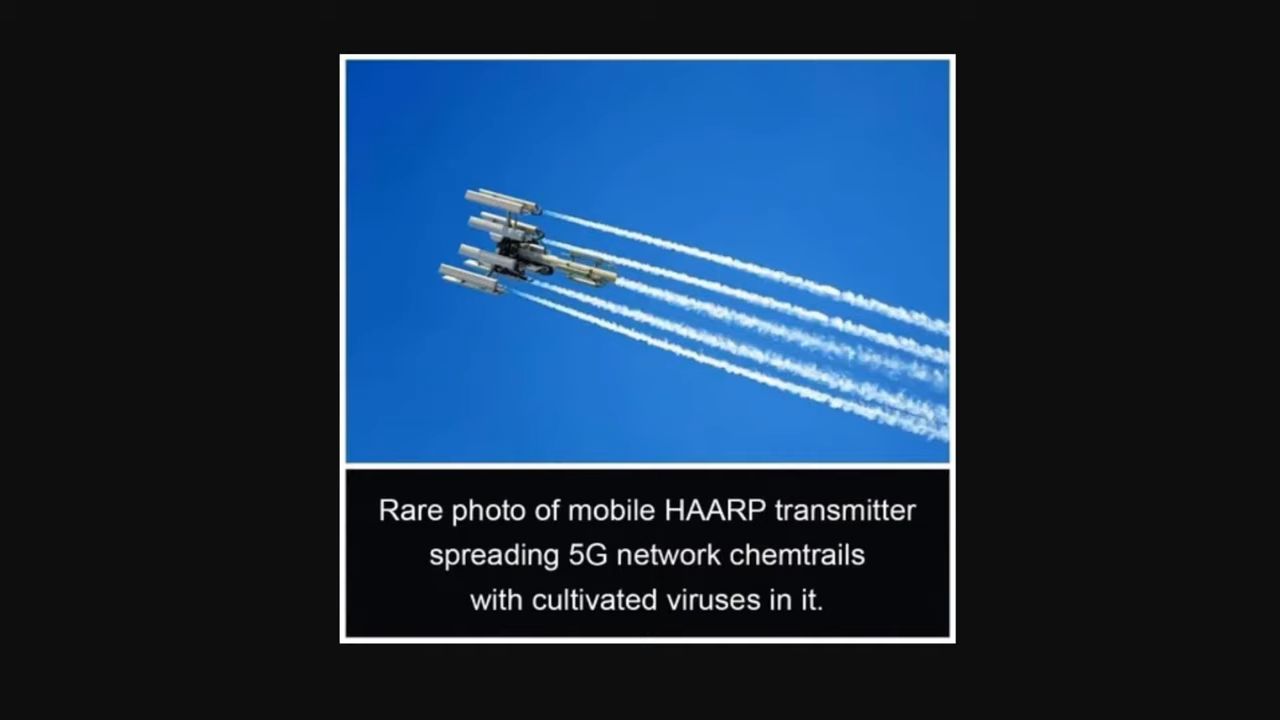 Rare photo of mobile HAARP transmitter
spreading 5G network chemtrails
with cultivated viruses in it.